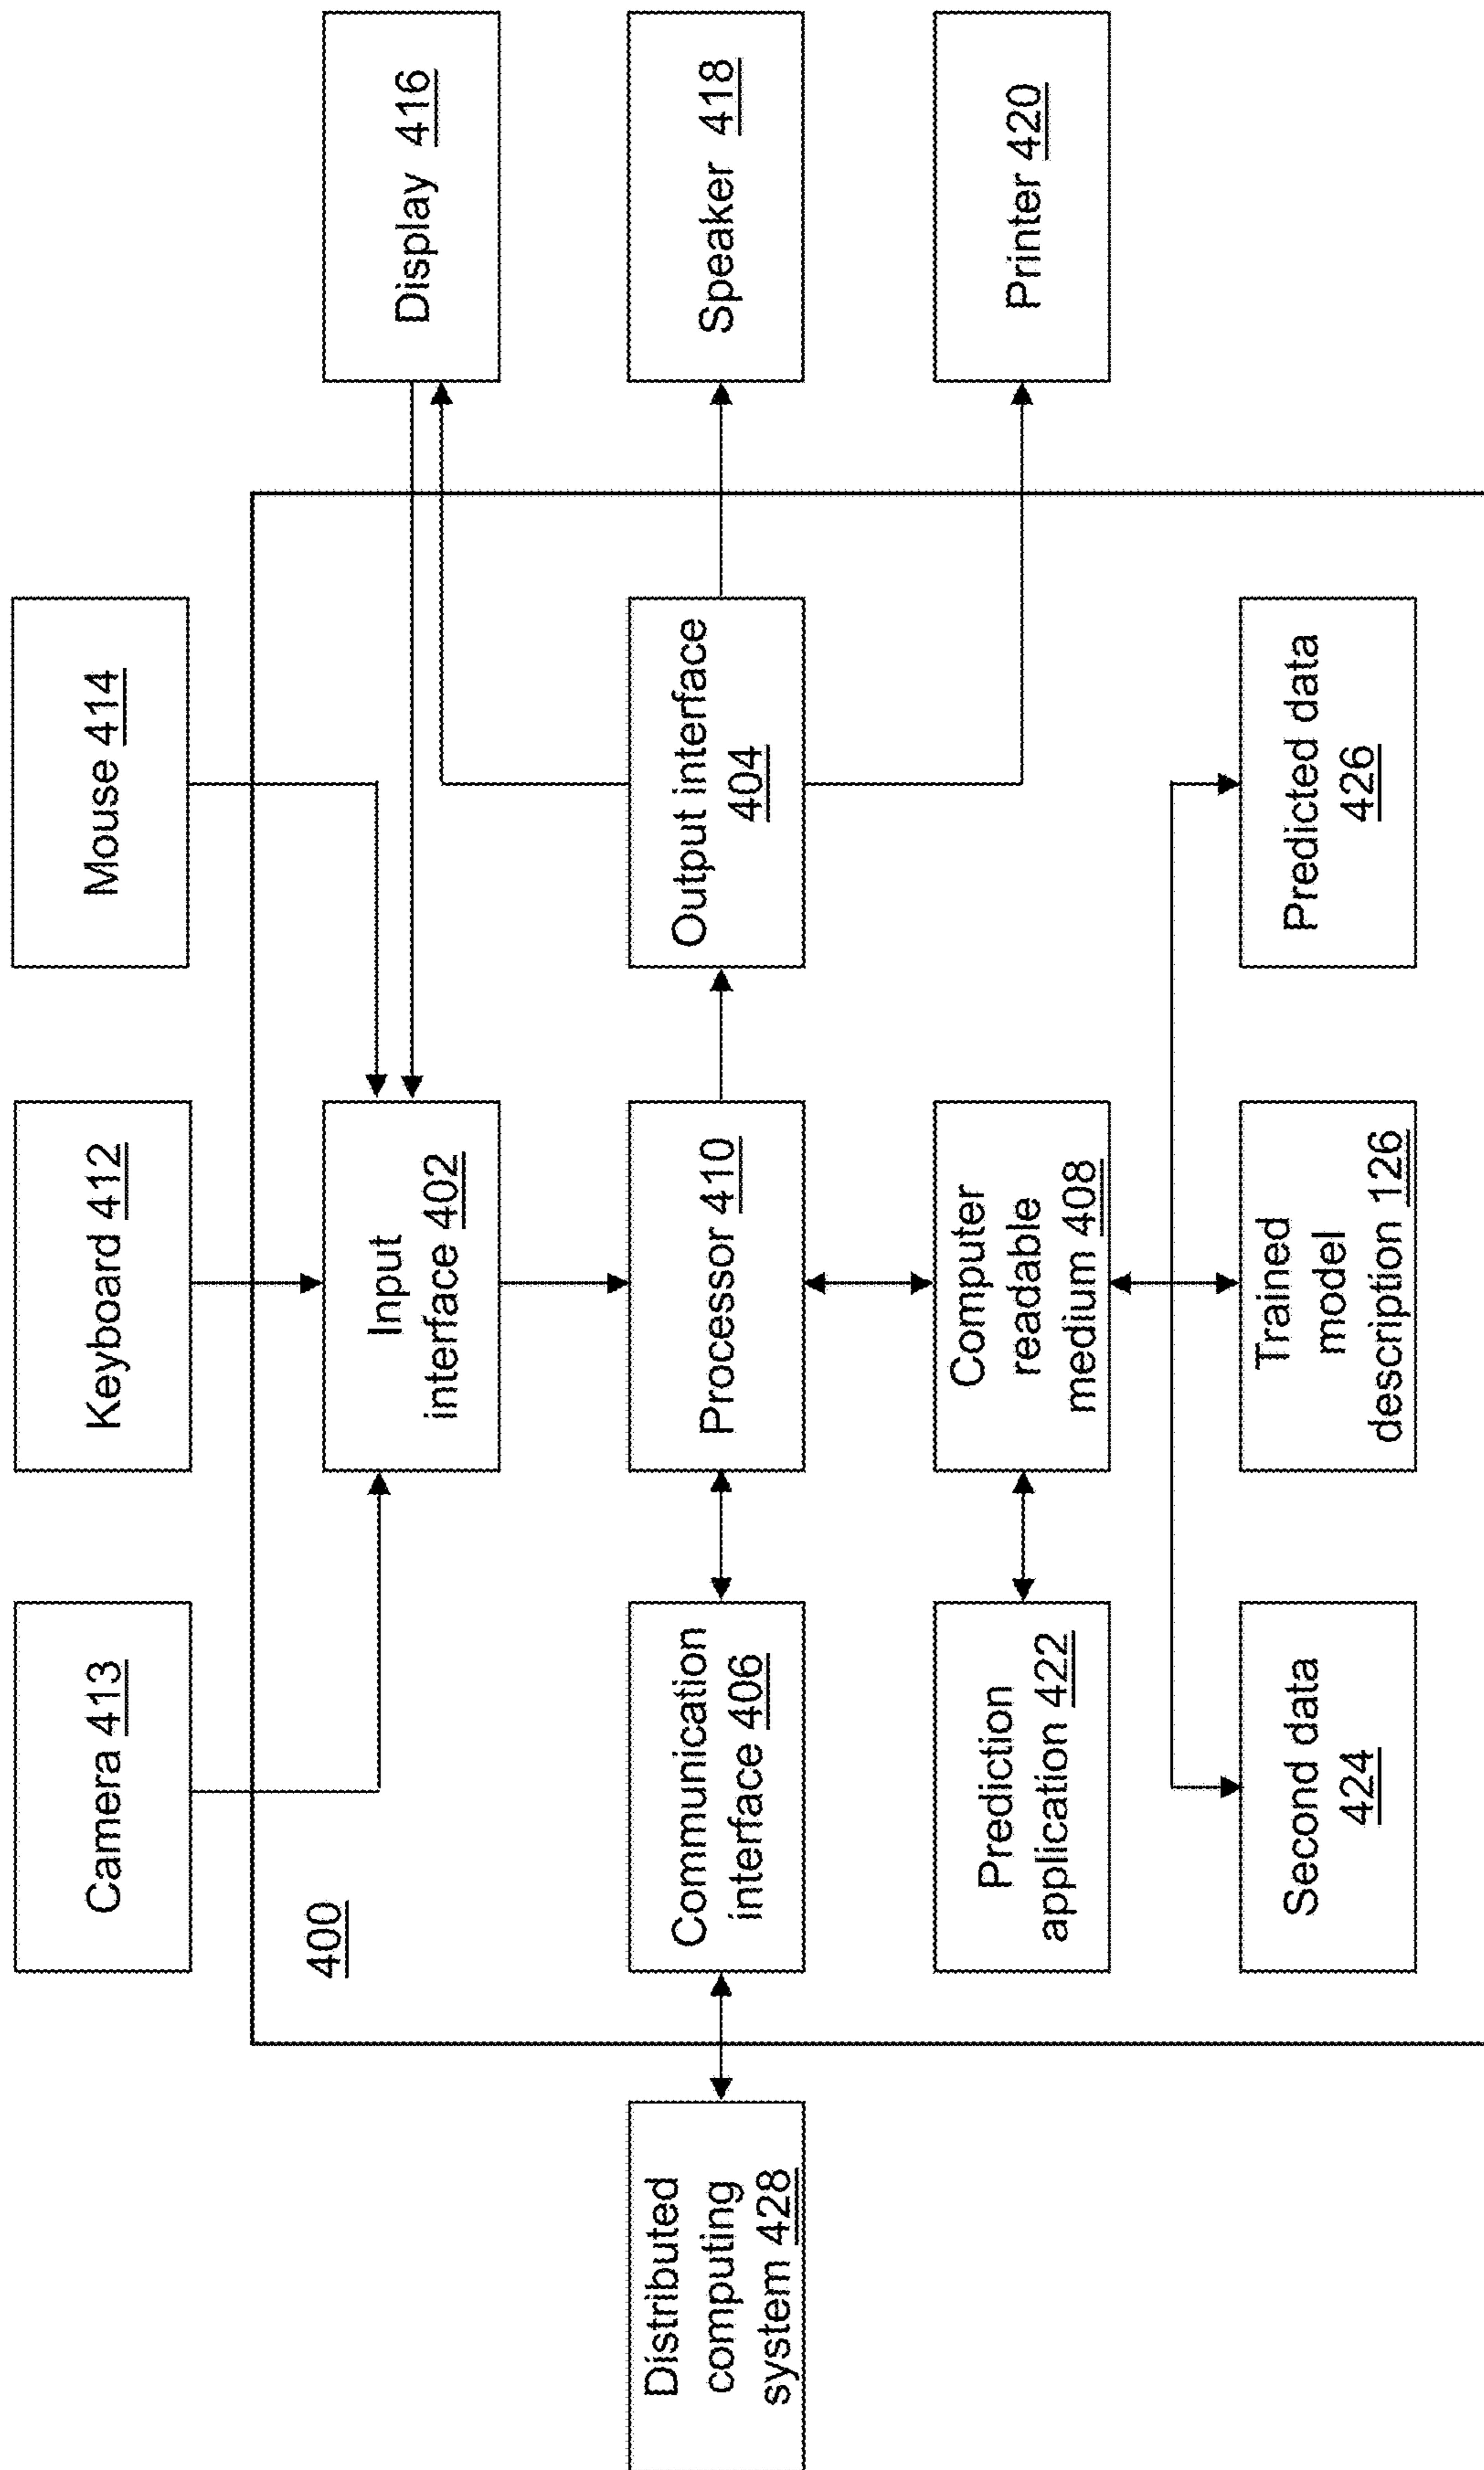 Camera 413
Keyboard 412
Mouse 414
400
Input
interface 402
Display 416
Distributed
computing
system 428
Communication
interface 406
Processor 410
Output interface
404
Speaker 418
Prediction
application 422
Computer
readable
medium 408
Printer 420
Second data
424
Trained
model
description 126
Predicted data
426